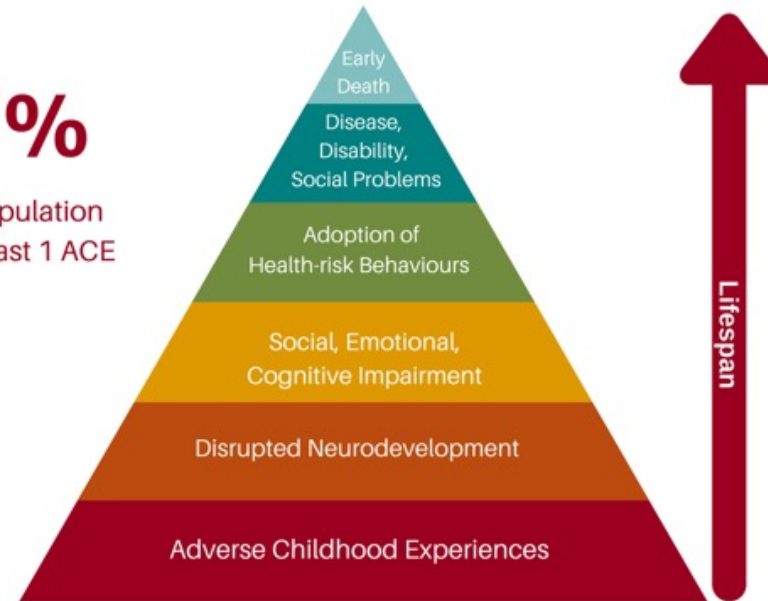 %
pulation
ast 1 ACE
Early
Death
Disease,
Disability,
Social Problems
Adoption of
Health-risk Behaviours
Social, Emotional,
Cognitive Impairment
Disrupted Neurodevelopment
Adverse Childhood Experiences
Lifespan